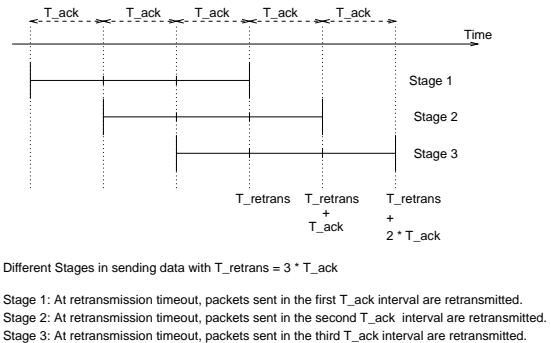 T_ack T_ack T_ack T_ack T_ack
Time
Stage 1
Stage 2
Stage 3
T_retrans T_retrans T_retrans
+ +
T_ack 2 * T_ack
Different Stages in sending data with T_retrans = 3 * T_ack
Stage 1: At retransmission timeout, packets sent in the first T_ack interval are retransmitted.
Stage 2: At retransmission timeout, packets sent in the second T_ack interval are retransmitted.
Stage 3: At retransmission timeout, packets sent in the third T_ack interval are retransmitted.